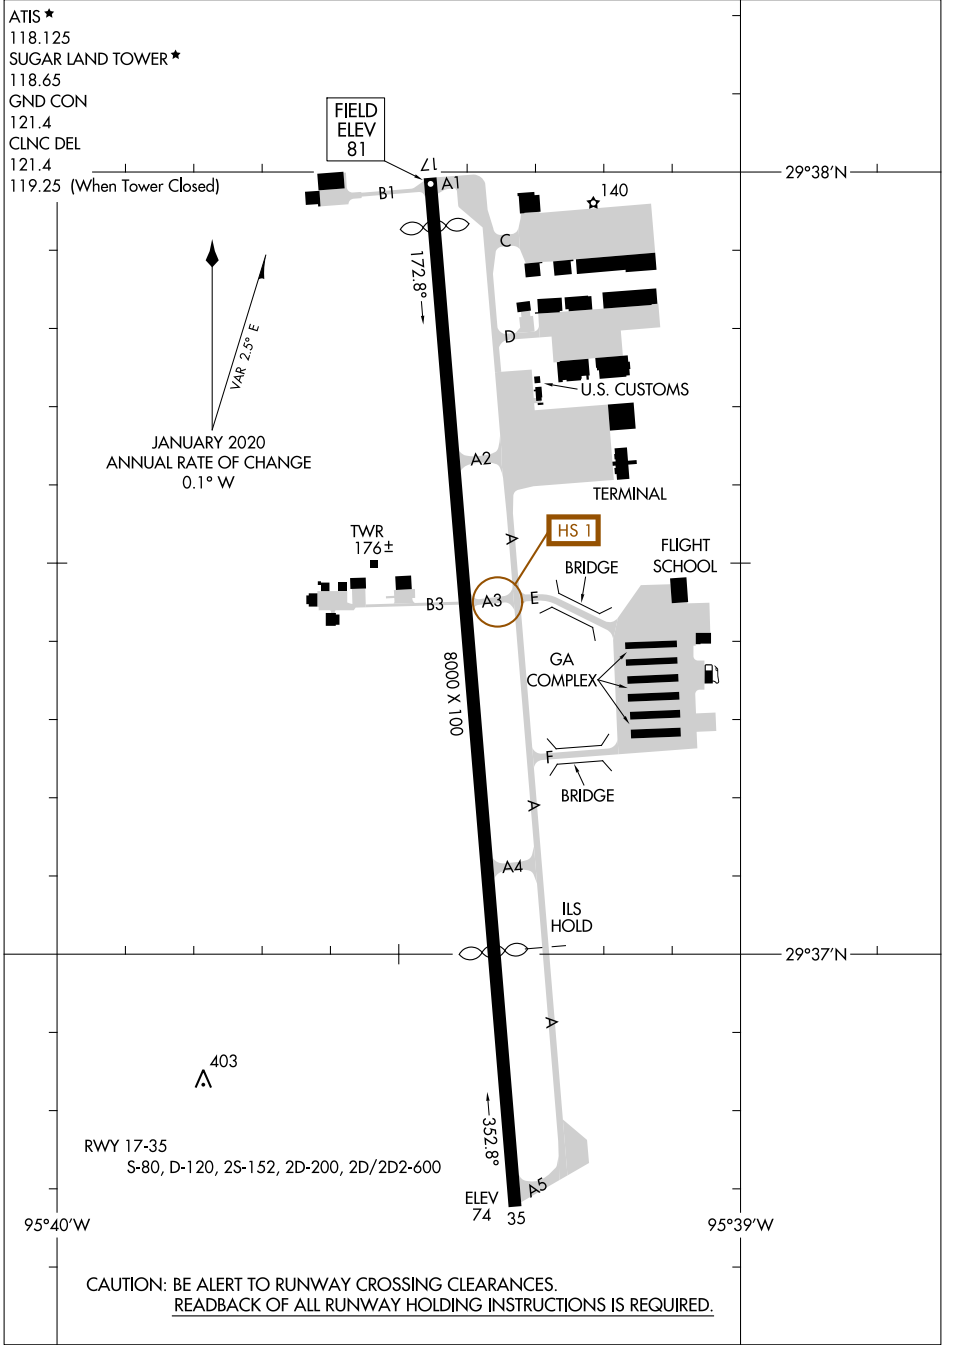 ATIS ★
118.125
SUGAR LAND TOWER ★
118.65
GND CON
121.4
CLNC DEL
121.4
119.25 (When Tower Closed)
FIELD
ELEV
81
17
B1
A1
140
29°38'N
C
172.8°
VAR 2.5° E
D
U.S. CUSTOMS
JANUARY 2020
ANNUAL RATE OF CHANGE
0.1° W
A2
TERMINAL
HS 1
TWR
176±
A
BRIDGE
FLIGHT
SCHOOL
B3
A3
E
GA
COMPLEX
8000 X 100
F
BRIDGE
A
A4
ILS
HOLD
29°37'N
A
403
RWY 17-35
S-80, D-120, 2S-152, 2D-200, 2D/2D2-600
352.8°
A5
ELEV
74
35
95°40'W
95°39'W
CAUTION: BE ALERT TO RUNWAY CROSSING CLEARANCES.
READBACK OF ALL RUNWAY HOLDING INSTRUCTIONS IS REQUIRED.